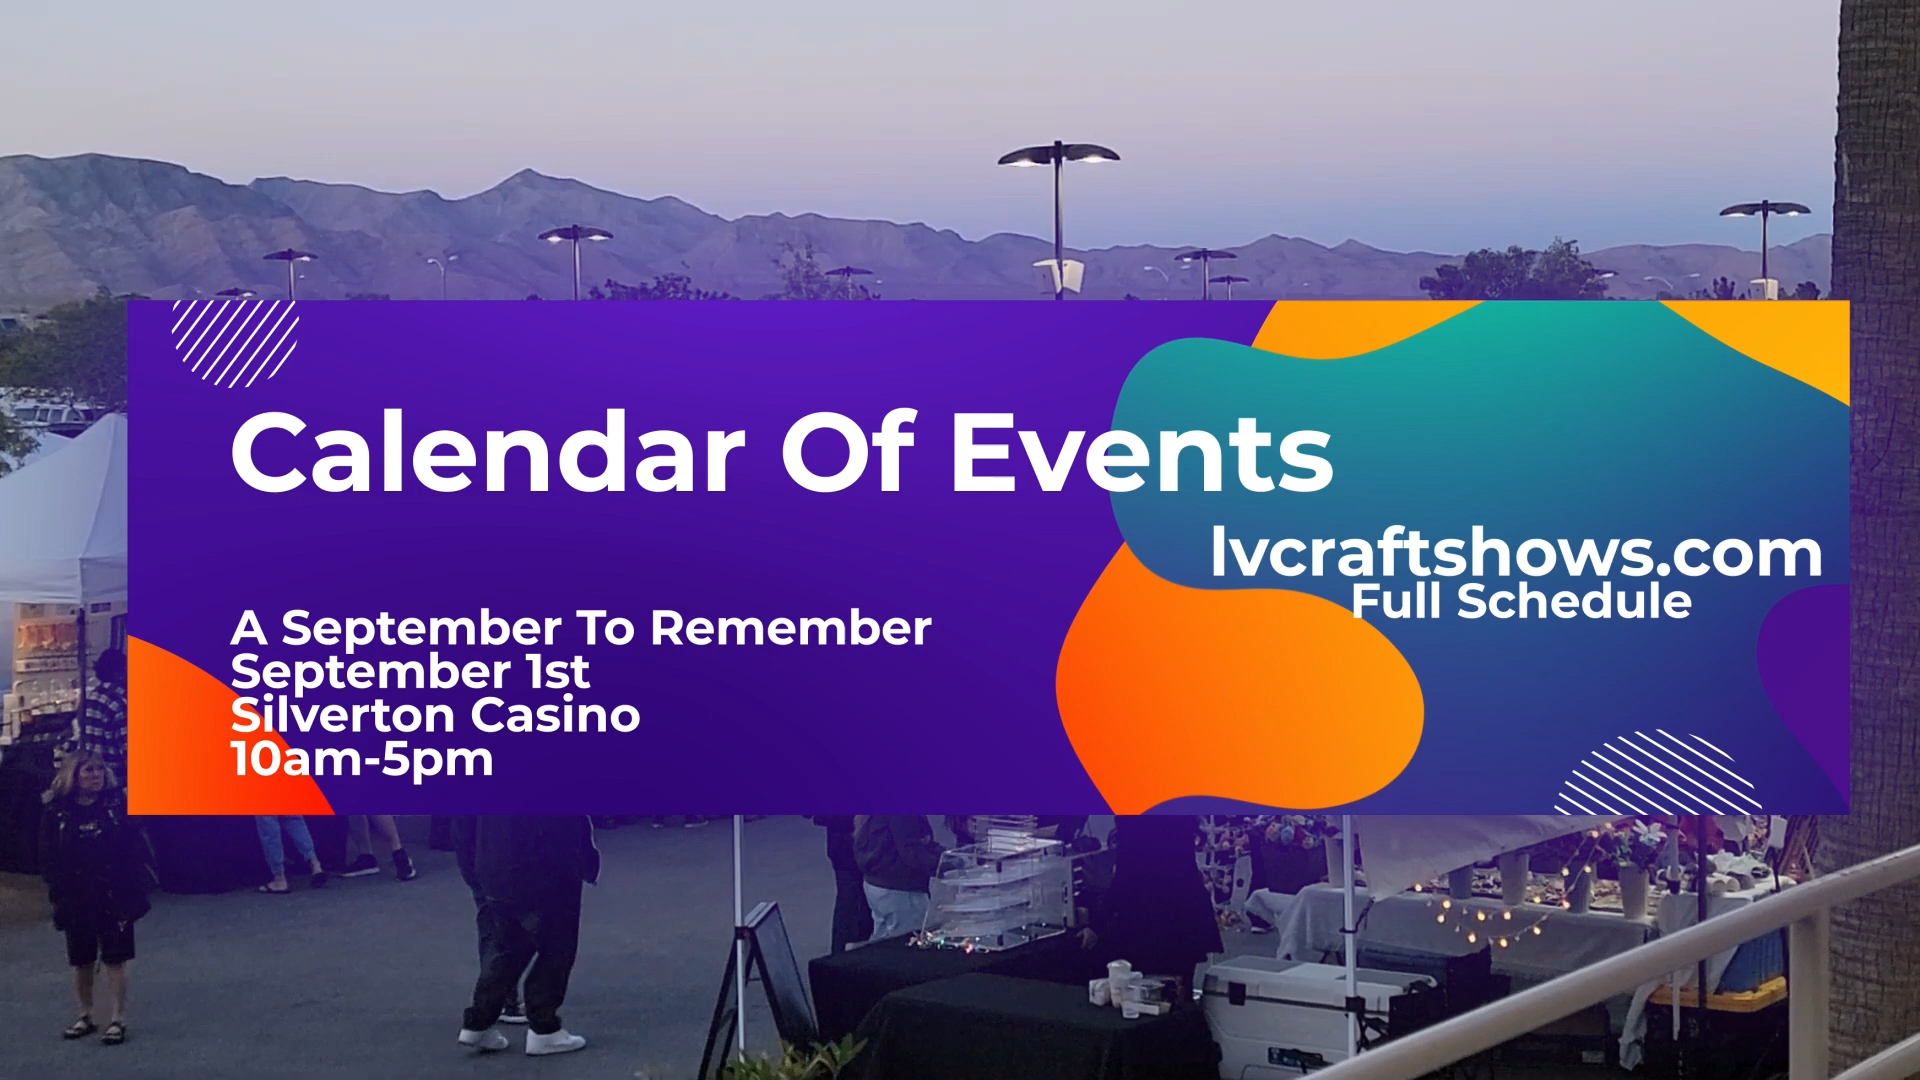 Calendar Of Events
lvcraftshows.com
Full Schedule
A September To Remember
September 1st
Silverton Casino
10am-5pm